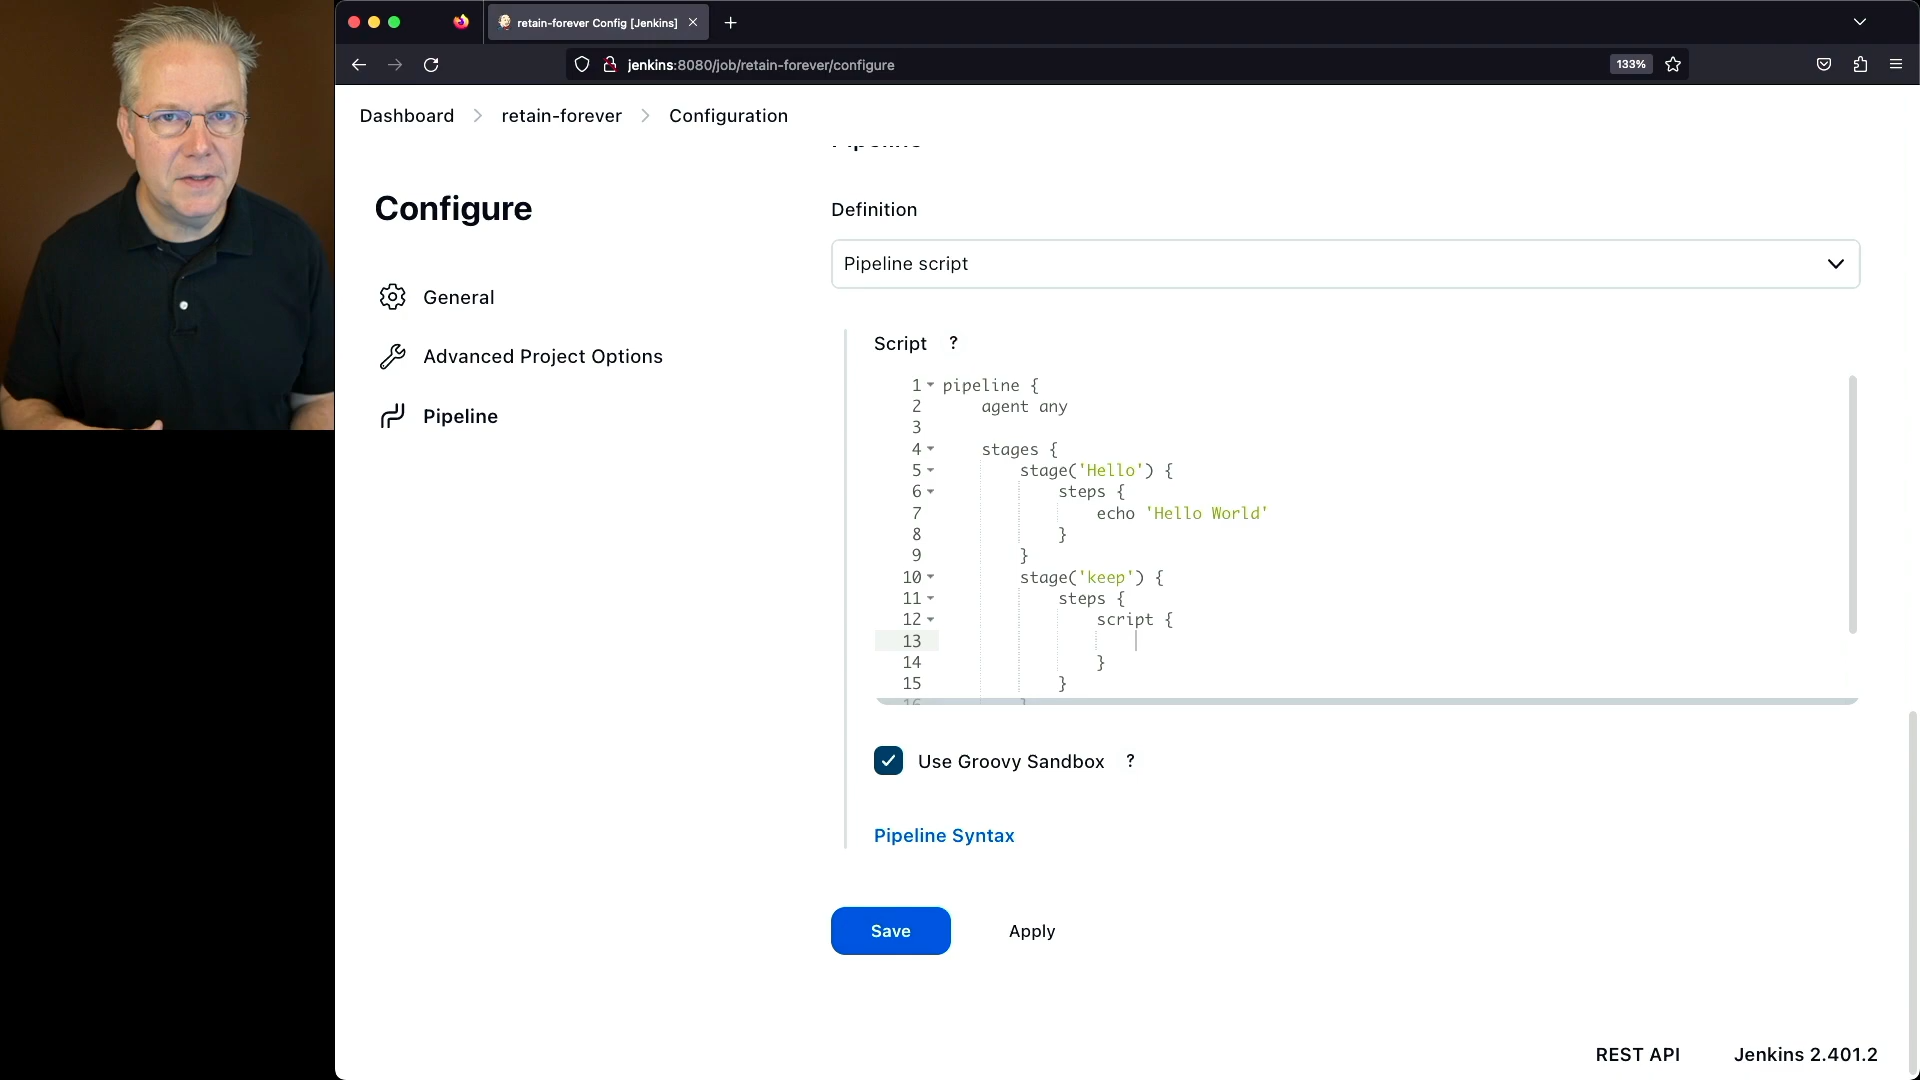 retain-forever Config [Jenkins]
jenkins:8080/job/retain-forever/configure
133%
Dashboard
retain-forever
Configuration
Pipeline
Configure
General
Advanced Project Options
Pipeline
Definition
Pipeline script
Script ?
1 pipeline {
2     agent any
3
4     stages {
5         stage('Hello') {
6             steps {
7                 echo 'Hello World'
8             }
9         }
10         stage('keep') {
11             steps {
12                 script {
13
14                 }
15             }
16         }
Use Groovy Sandbox ?
Pipeline Syntax
Save
Apply
REST API
Jenkins 2.401.2